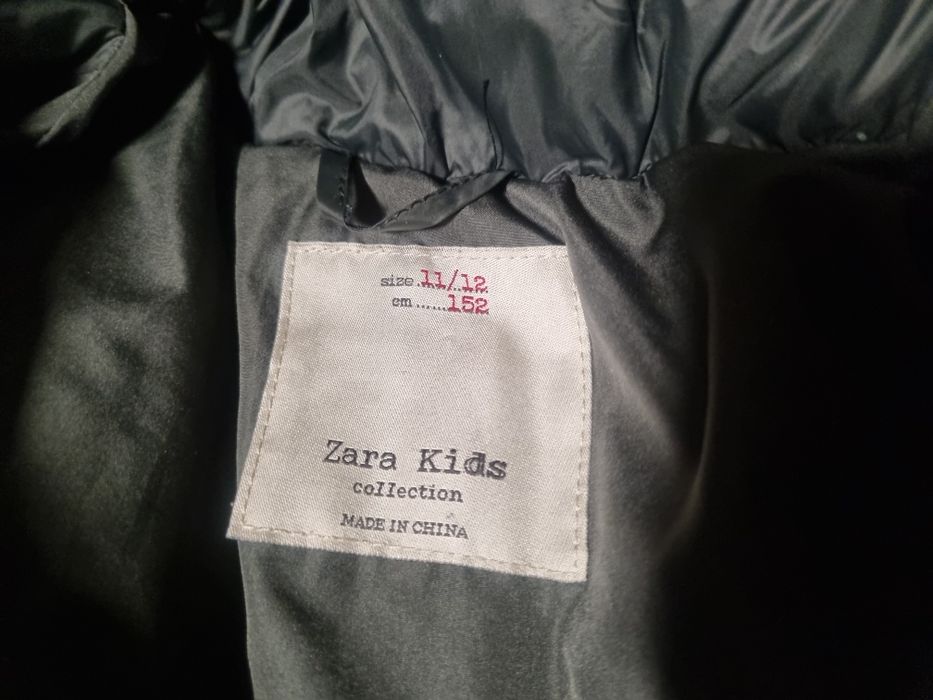 size.11/12
cm......152
Zara Kids
collection
MADE IN CHINA